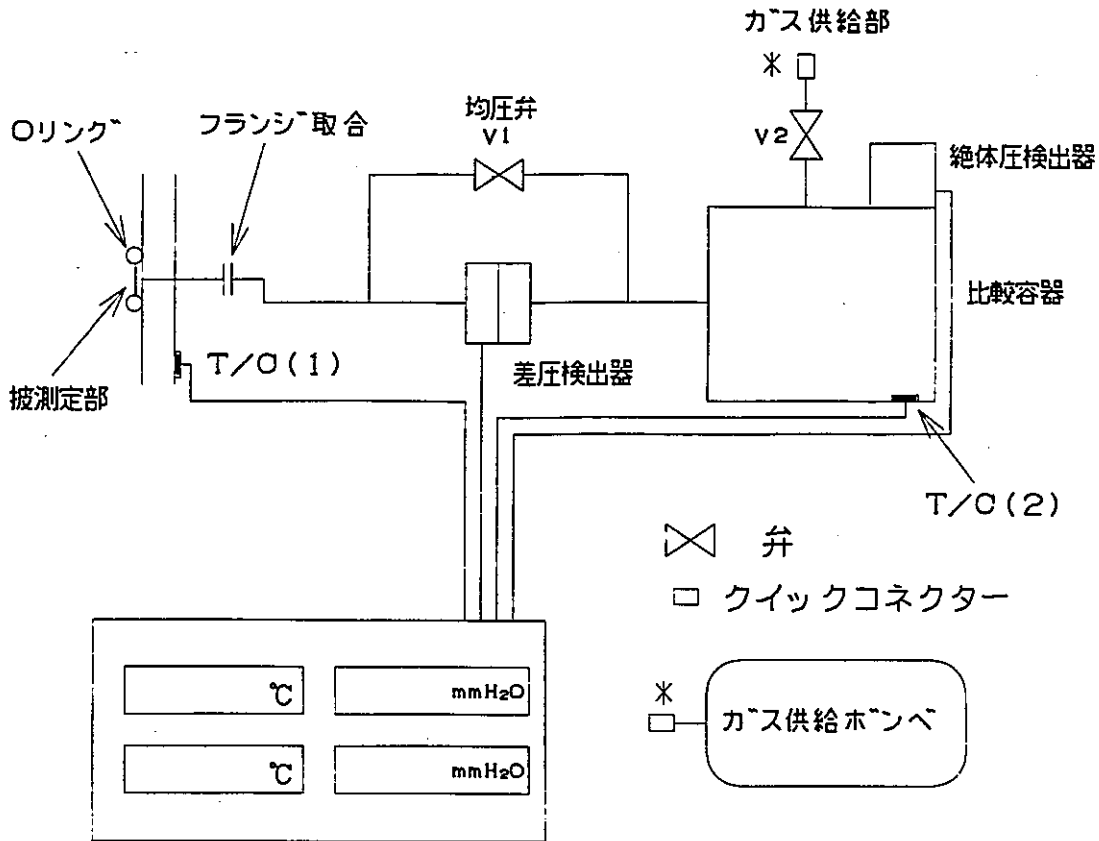 ガス供給部
*
均圧弁
V1
V2
Oリング
フランジ取合
絶体圧検出器
比較容器
T/C(1)
差圧検出器
披測定部
T/C(2)
弁
クイックコネクター
℃
mmH₂O
*
ガス供給ボンベ
℃
mmH₂O